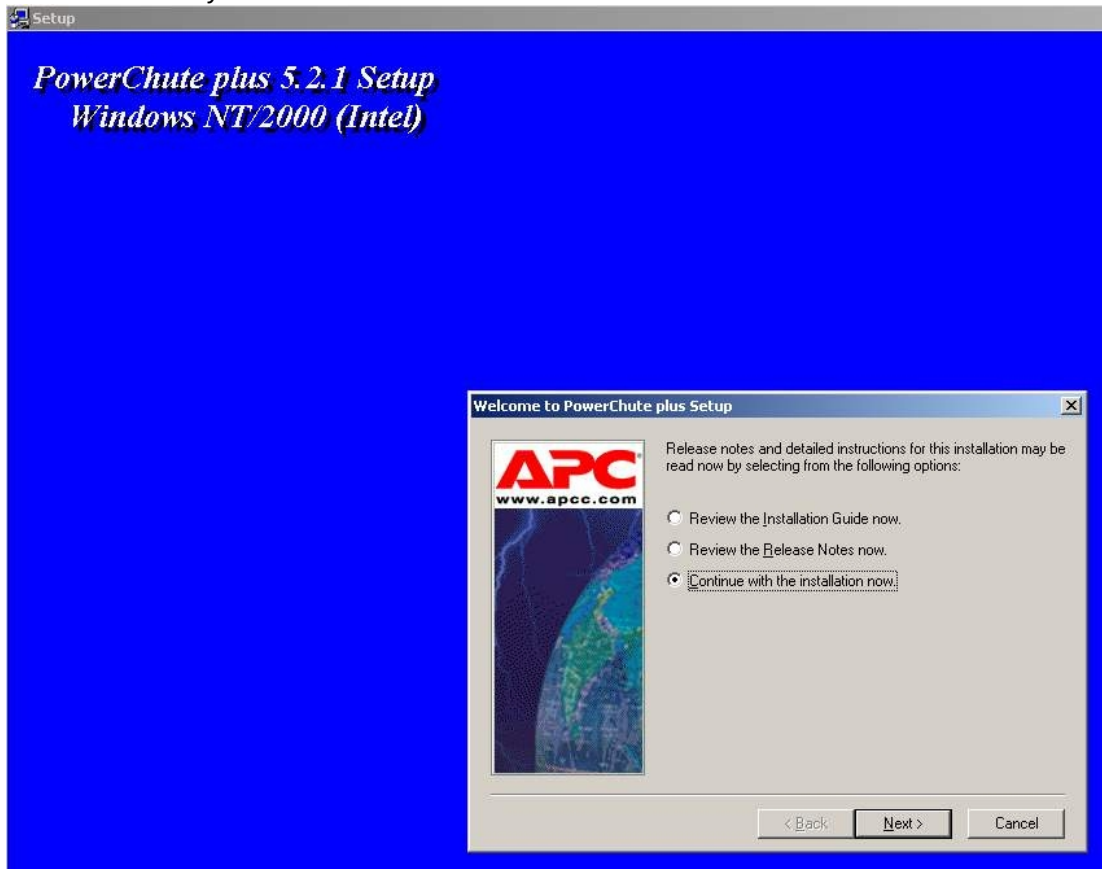 Setup
PowerChute plus 5.2.1 Setup
Windows NT/2000 (Intel)
Welcome to PowerChute plus Setup
APC
www.apcc.com
Release notes and detailed instructions for this installation may be
read now by selecting from the following options:
Review the Installation Guide now.
Review the Release Notes now.
Continue with the installation now.
< Back
Next >
Cancel